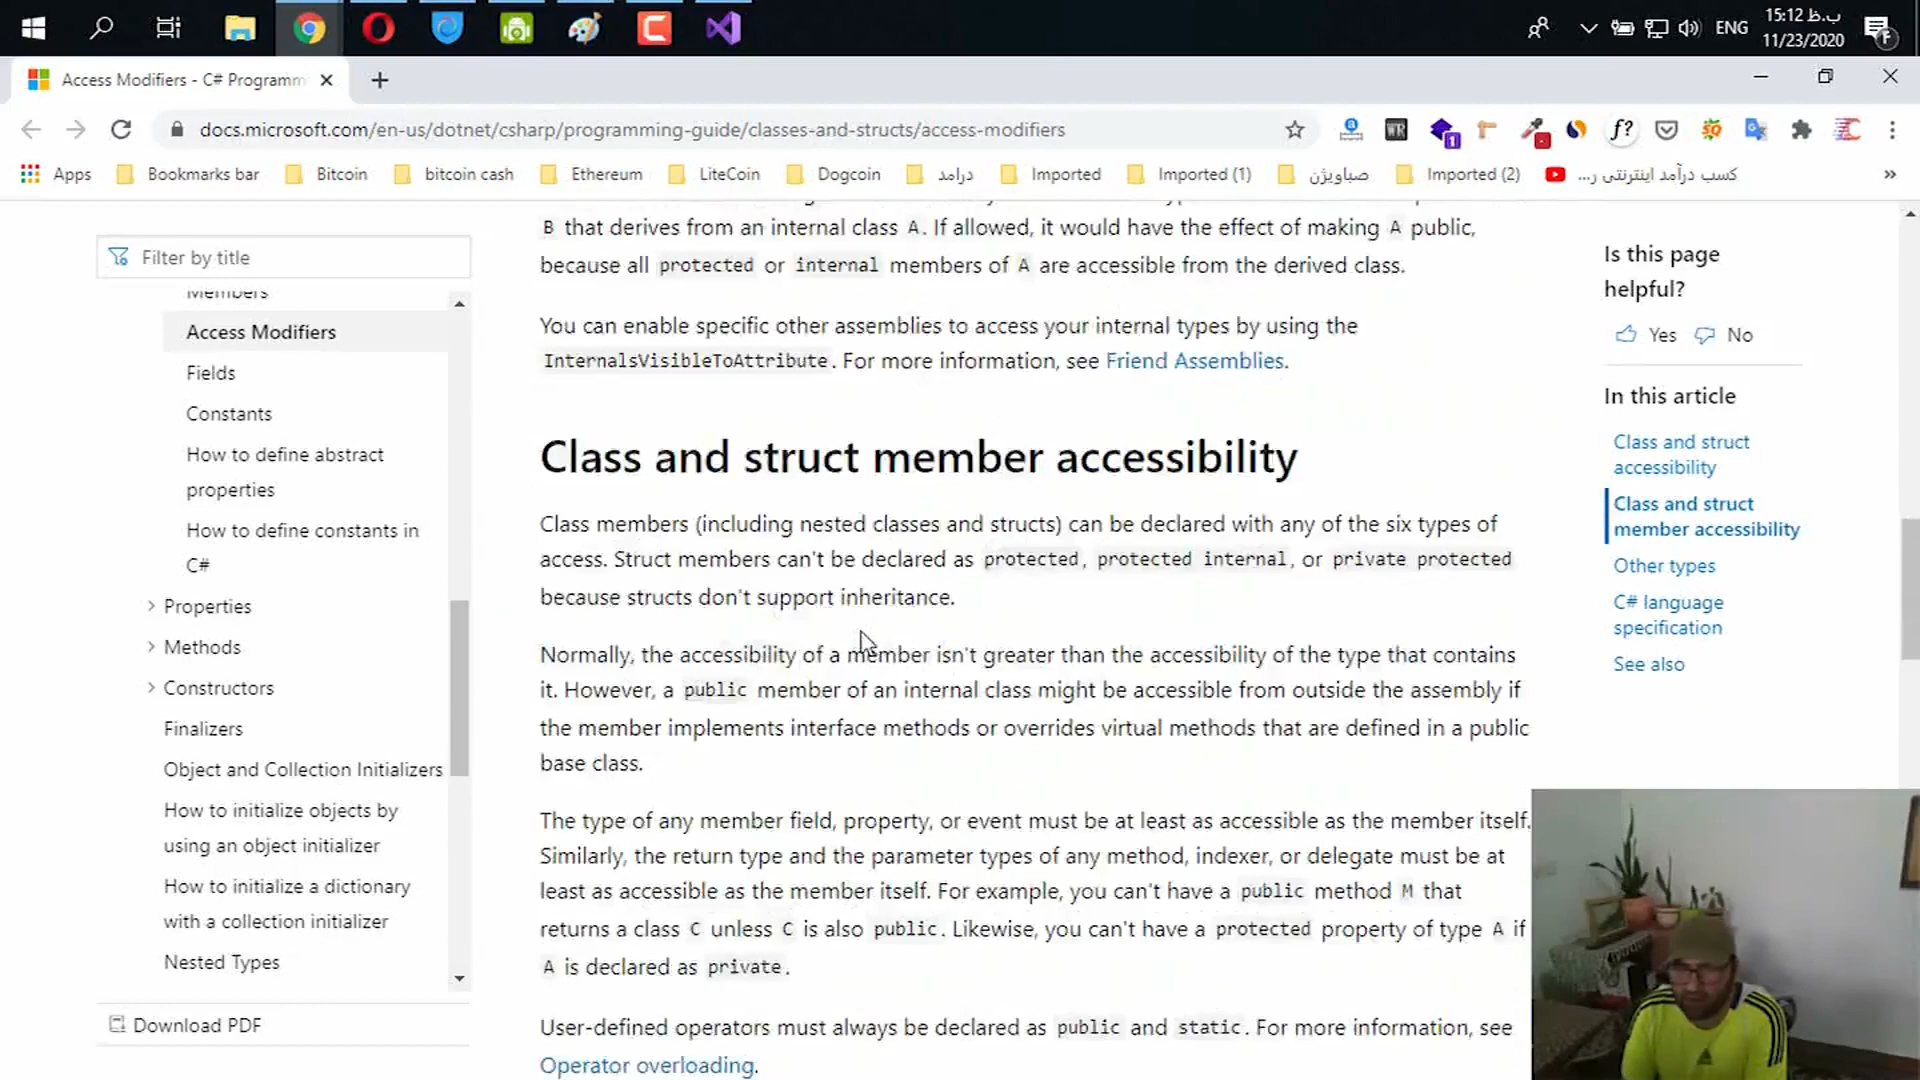 ENG
15:12 ب.ظ
11/23/2020
Access Modifiers - C# Programm
docs.microsoft.com/en-us/dotnet/csharp/programming-guide/classes-and-structs/access-modifiers
WR
1
f?
Apps
Bookmarks bar
Bitcoin
bitcoin cash
Ethereum
LiteCoin
Dogcoin
درآمد
Imported
Imported (1)
صباویژن
Imported (2)
کسب درآمد اینترنتی ر...
»
Filter by title
Members
Access Modifiers
Fields
Constants
How to define abstract
properties
How to define constants in
C#
Properties
Methods
Constructors
Finalizers
Object and Collection Initializers
How to initialize objects by
using an object initializer
How to initialize a dictionary
with a collection initializer
Nested Types
Download PDF
B that derives from an internal class A. If allowed, it would have the effect of making A public,
because all protected or internal members of A are accessible from the derived class.
You can enable specific other assemblies to access your internal types by using the
InternalsVisibleToAttribute. For more information, see Friend Assemblies.
Class and struct member accessibility
Class members (including nested classes and structs) can be declared with any of the six types of
access. Struct members can't be declared as protected, protected internal, or private protected
because structs don't support inheritance.
Normally, the accessibility of a member isn't greater than the accessibility of the type that contains
it. However, a public member of an internal class might be accessible from outside the assembly if
the member implements interface methods or overrides virtual methods that are defined in a public
base class.
The type of any member field, property, or event must be at least as accessible as the member itself.
Similarly, the return type and the parameter types of any method, indexer, or delegate must be at
least as accessible as the member itself. For example, you can't have a public method M that
returns a class C unless C is also public. Likewise, you can't have a protected property of type A if
A is declared as private.
User-defined operators must always be declared as public and static. For more information, see
Operator overloading.
Is this page
helpful?
Yes
No
In this article
Class and struct
accessibility
Class and struct
member accessibility
Other types
C# language
specification
See also